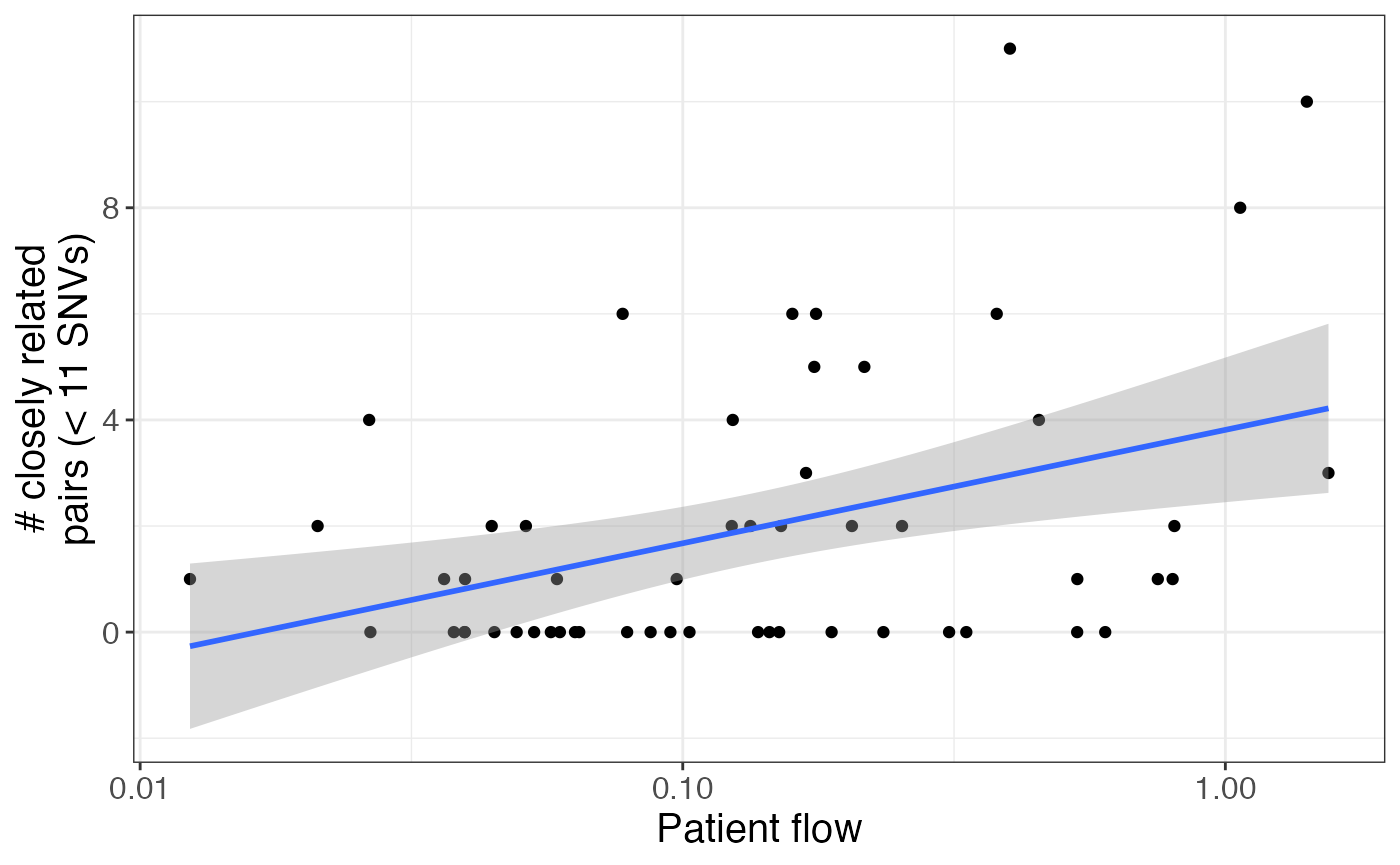 # closely related
pairs (< 11 SNVs)
8
4
0
0.01
0.10
1.00
Patient flow